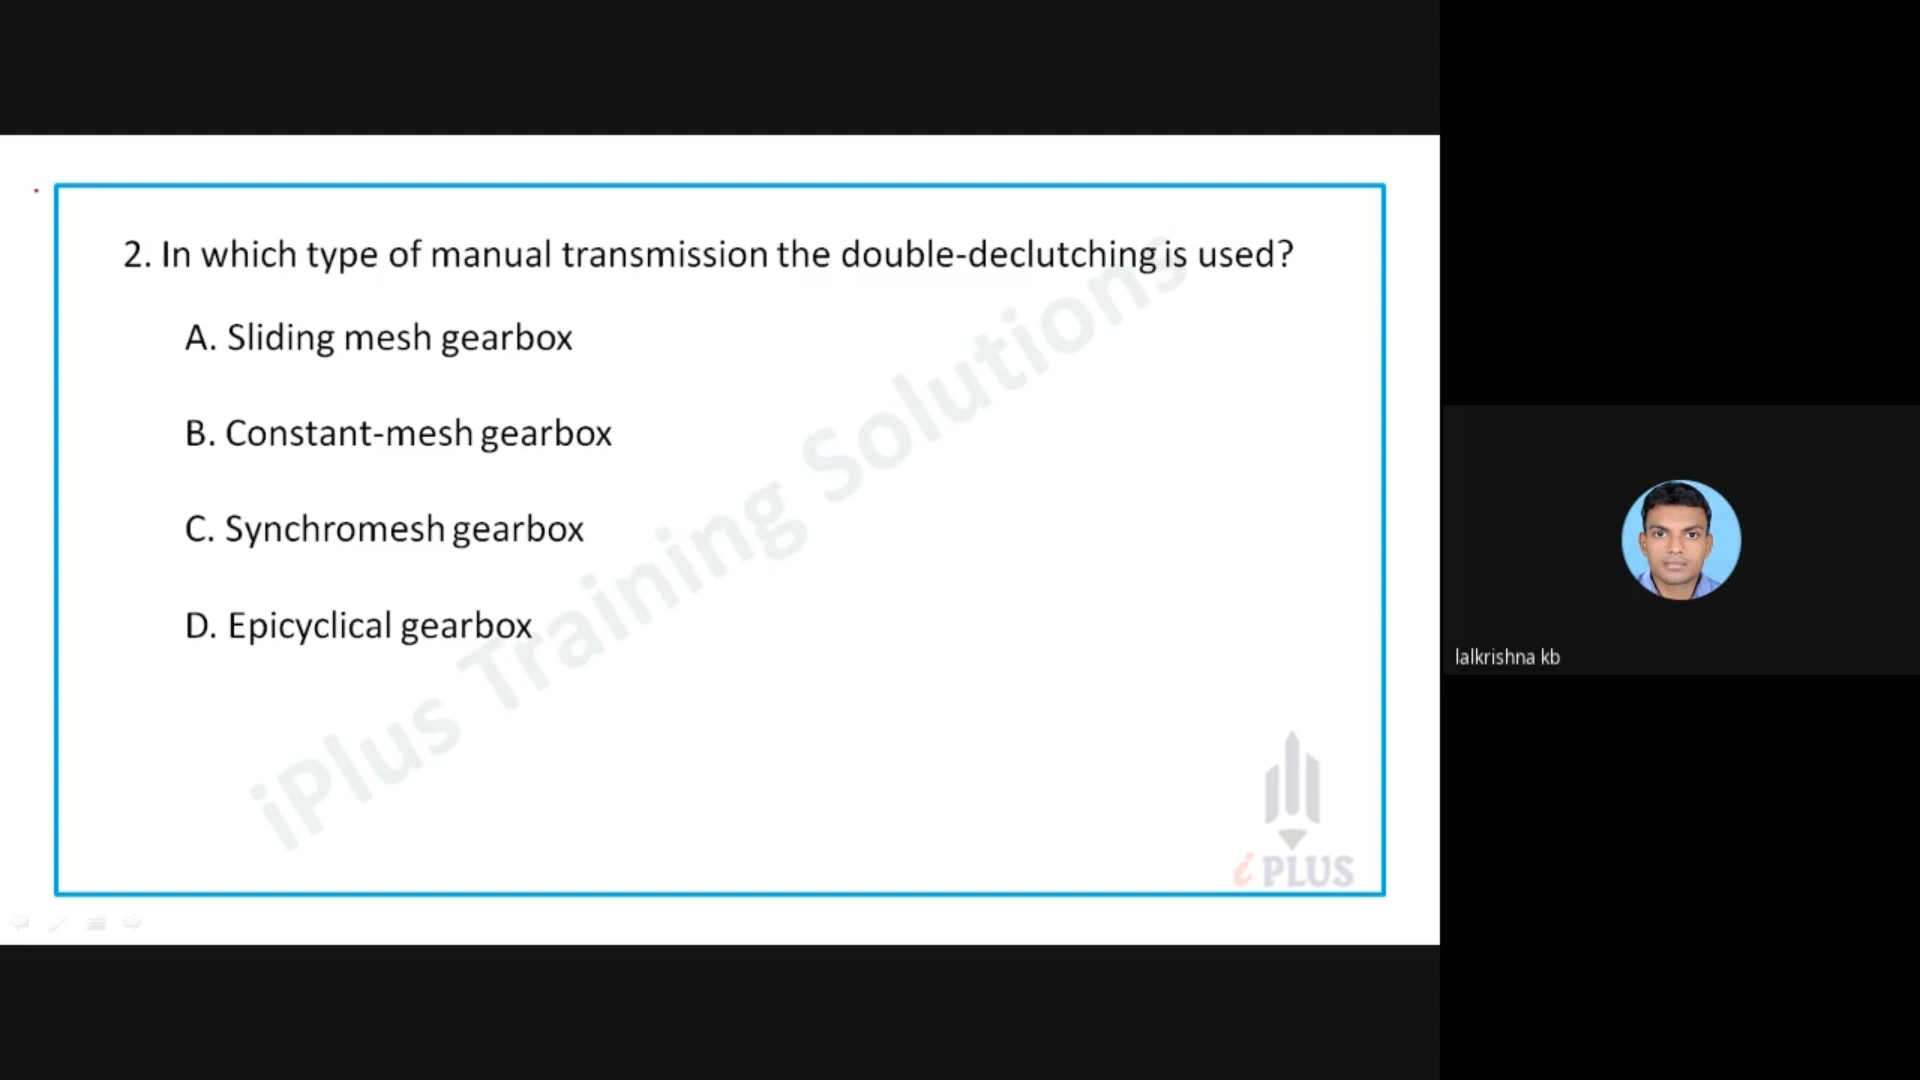 2. In which type of manual transmission the double-declutching is used?
A. Sliding mesh gearbox
B. Constant-mesh gearbox
C. Synchromesh gearbox
D. Epicyclical gearbox
iPlus Training Solutions
i PLUS
lalkrishna kb